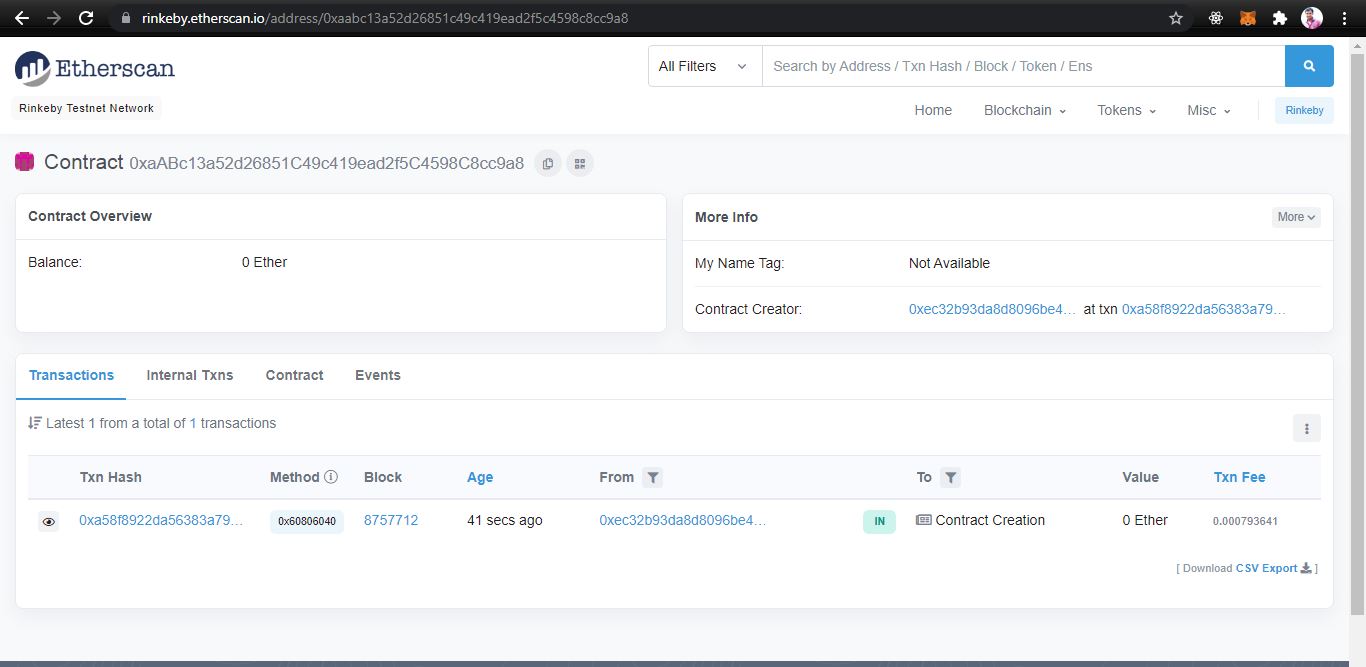 rinkeby.etherscan.io/address/0xaabc13a52d26851c49c419ead2f5c4598c8cc9a8
Etherscan
All Filters
Search by Address / Txn Hash / Block / Token / Ens
Rinkeby Testnet Network
Home Blockchain Tokens Misc Rinkeby
Contract 0xaABc13a52d26851C49c419ead2f5C4598C8cc9a8
Contract Overview
Balance: 0 Ether
More Info More
My Name Tag: Not Available
Contract Creator: 0xec32b93da8d8096be4... at txn 0xa58f8922da56383a79...
Transactions Internal Txns Contract Events
Latest 1 from a total of 1 transactions
Txn Hash Method Block Age From To Value Txn Fee
0xa58f8922da56383a79... 0x60806040 8757712 41 secs ago 0xec32b93da8d8096be4... IN Contract Creation 0 Ether 0.000793641
[ Download CSV Export ]